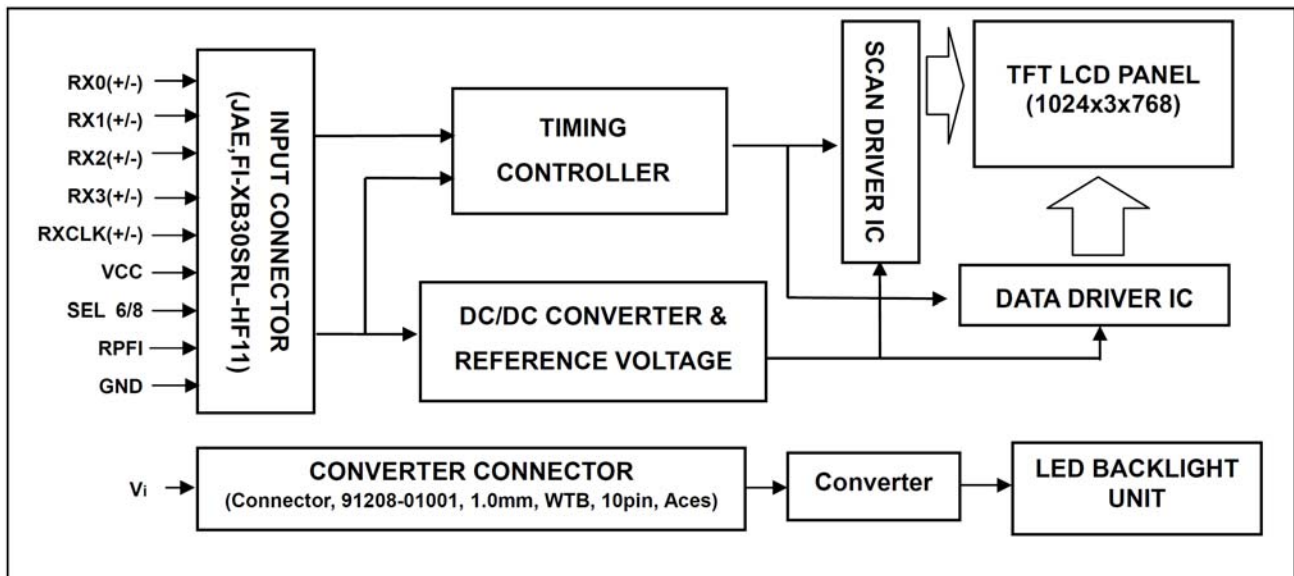 RX0(+/-)
RX1(+/-)
RX2(+/-)
RX3(+/-)
RXCLK(+/-)
VCC
SEL 6/8
RPFI
GND
INPUT CONNECTOR
(JAE,FI-XB30SRL-HF11)
TIMING
CONTROLLER
DC/DC CONVERTER &
REFERENCE VOLTAGE
SCAN DRIVER IC
TFT LCD PANEL
(1024x3x768)
DATA DRIVER IC
Vi
CONVERTER CONNECTOR
(Connector, 91208-01001, 1.0mm, WTB, 10pin, Aces)
Converter
LED BACKLIGHT
UNIT